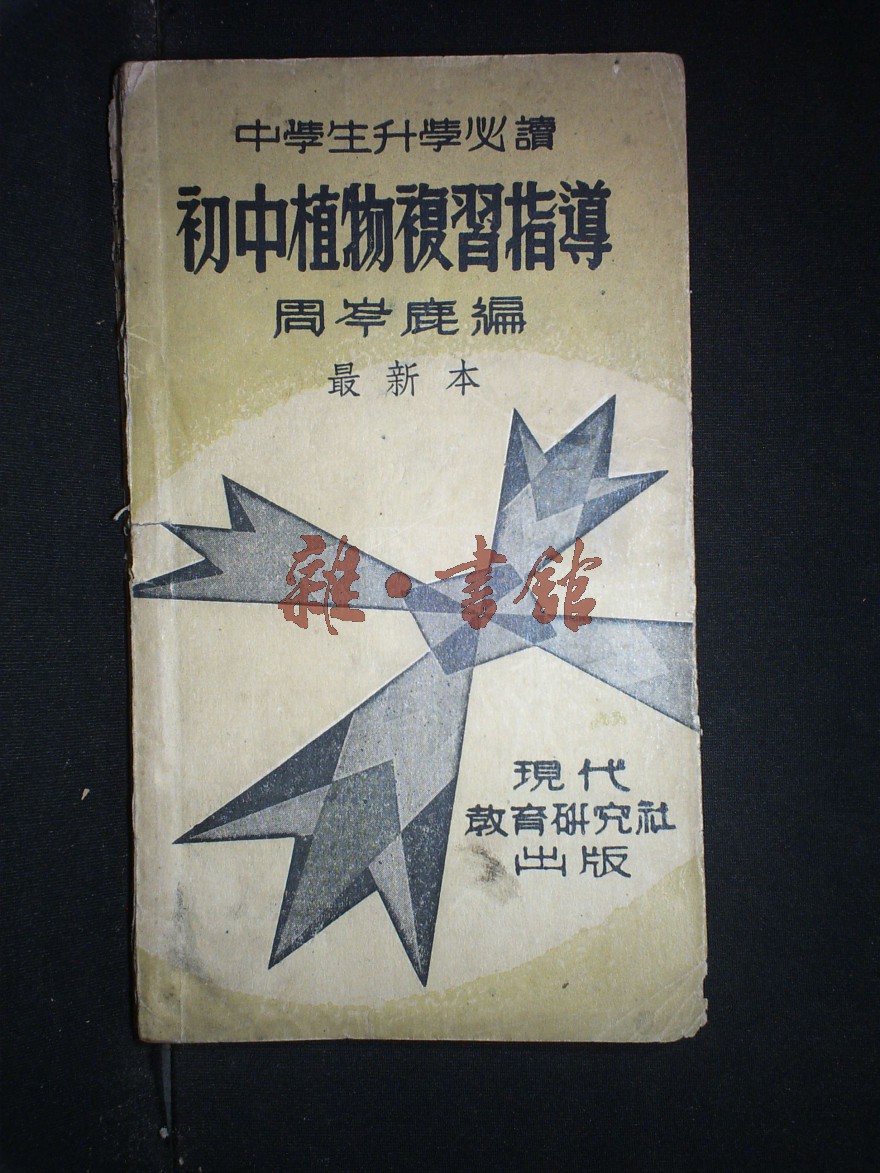 中學生升學必讀
初中植物複習指導
周岑鹿編
最新本
雜·書館
現代
教育研究社
出版